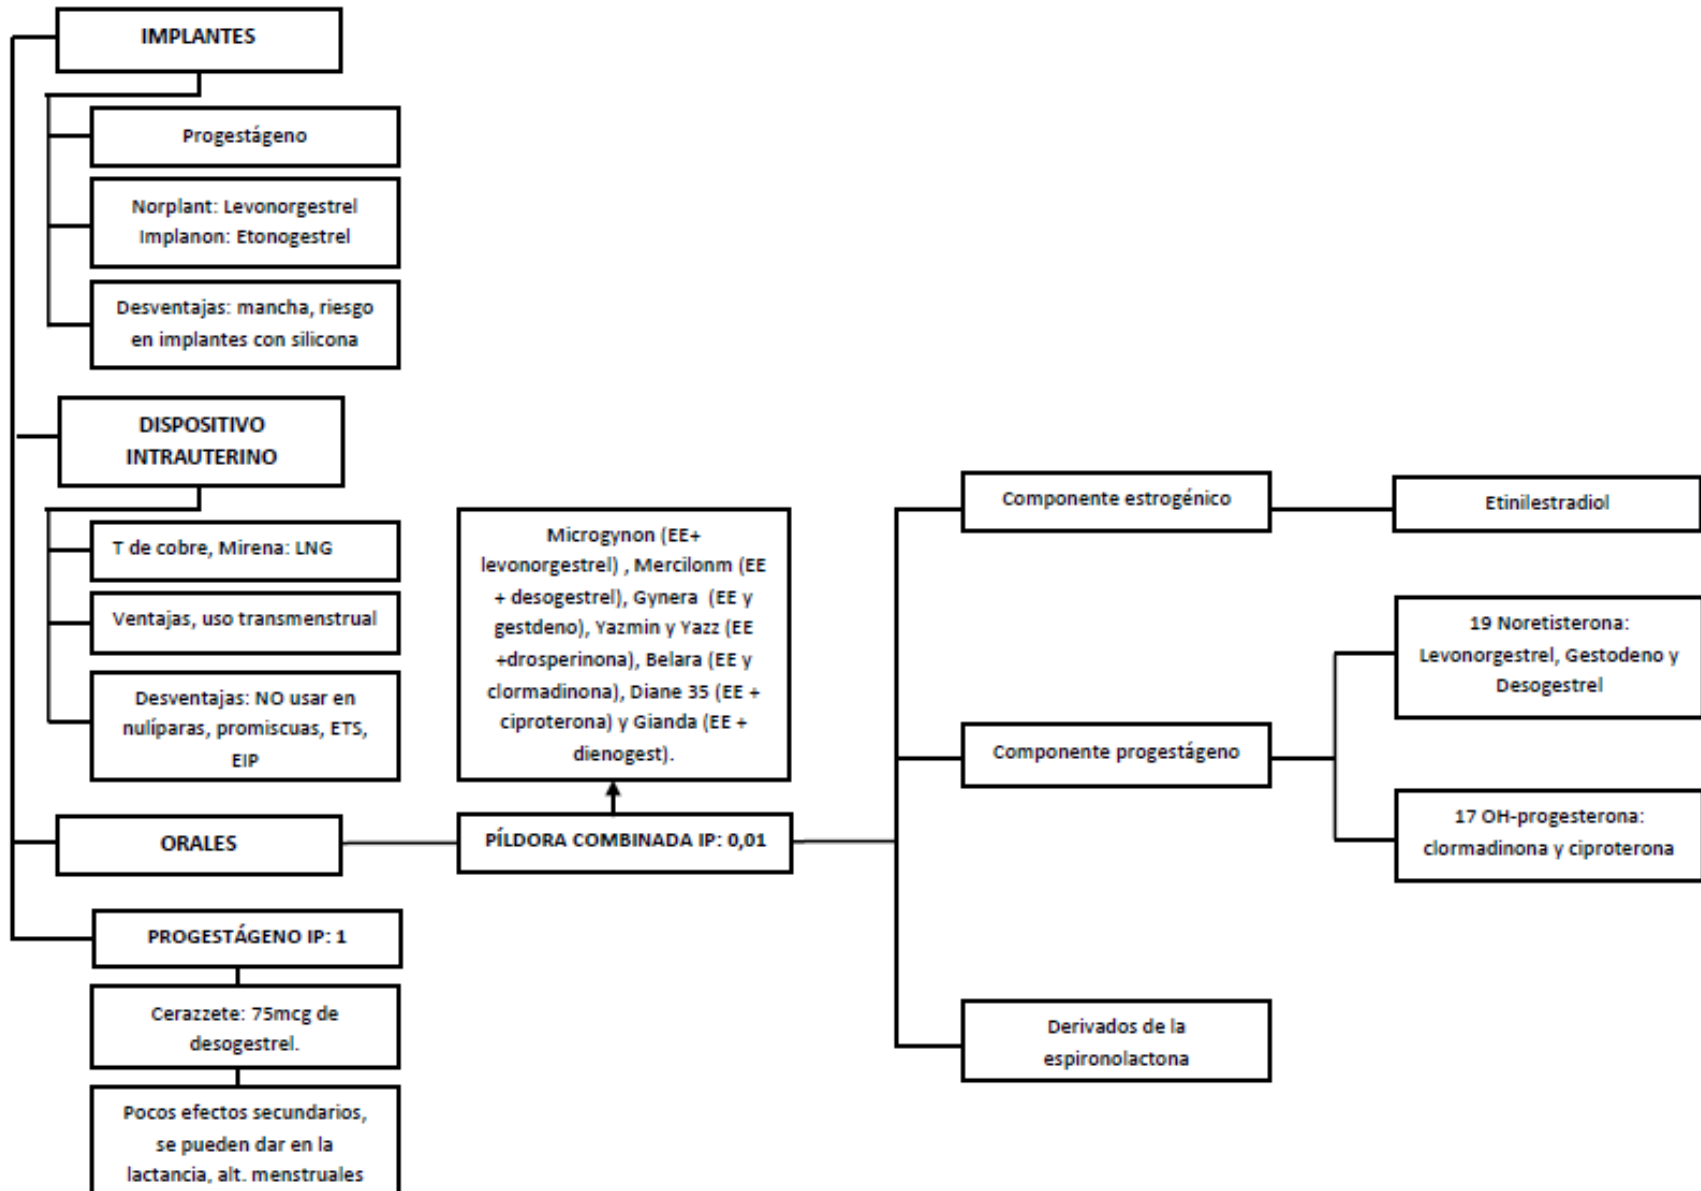 IMPLANTES
Progestágeno
Norplant: Levonorgestrel
Implanon: Etonogestrel
Desventajas: mancha, riesgo
en implantes con silicona
DISPOSITIVO
INTRAUTERINO
T de cobre, Mirena: LNG
Ventajas, uso transmenstrual
Desventajas: NO usar en
nulíparas, promiscuas, ETS,
EIP
ORALES
PROGESTÁGENO IP: 1
Cerazzete: 75mcg de
desogestrel.
Pocos efectos secundarios,
se pueden dar en la
lactancia, alt. menstruales
Microgynon (EE+
levonorgestrel) , Mercilonm (EE
+ desogestrel), Gynera (EE y
gestdeno), Yazmin y Yazz (EE
+drosperinona), Belara (EE y
clormadinona), Diane 35 (EE +
ciproterona) y Gianda (EE +
dienogest).
PÍLDORA COMBINADA IP: 0,01
Componente estrogénico
Etinilestradiol
Componente progestágeno
19 Noretisterona:
Levonorgestrel, Gestodeno y
Desogestrel
17 OH-progesterona:
clormadinona y ciproterona
Derivados de la
espironolactona